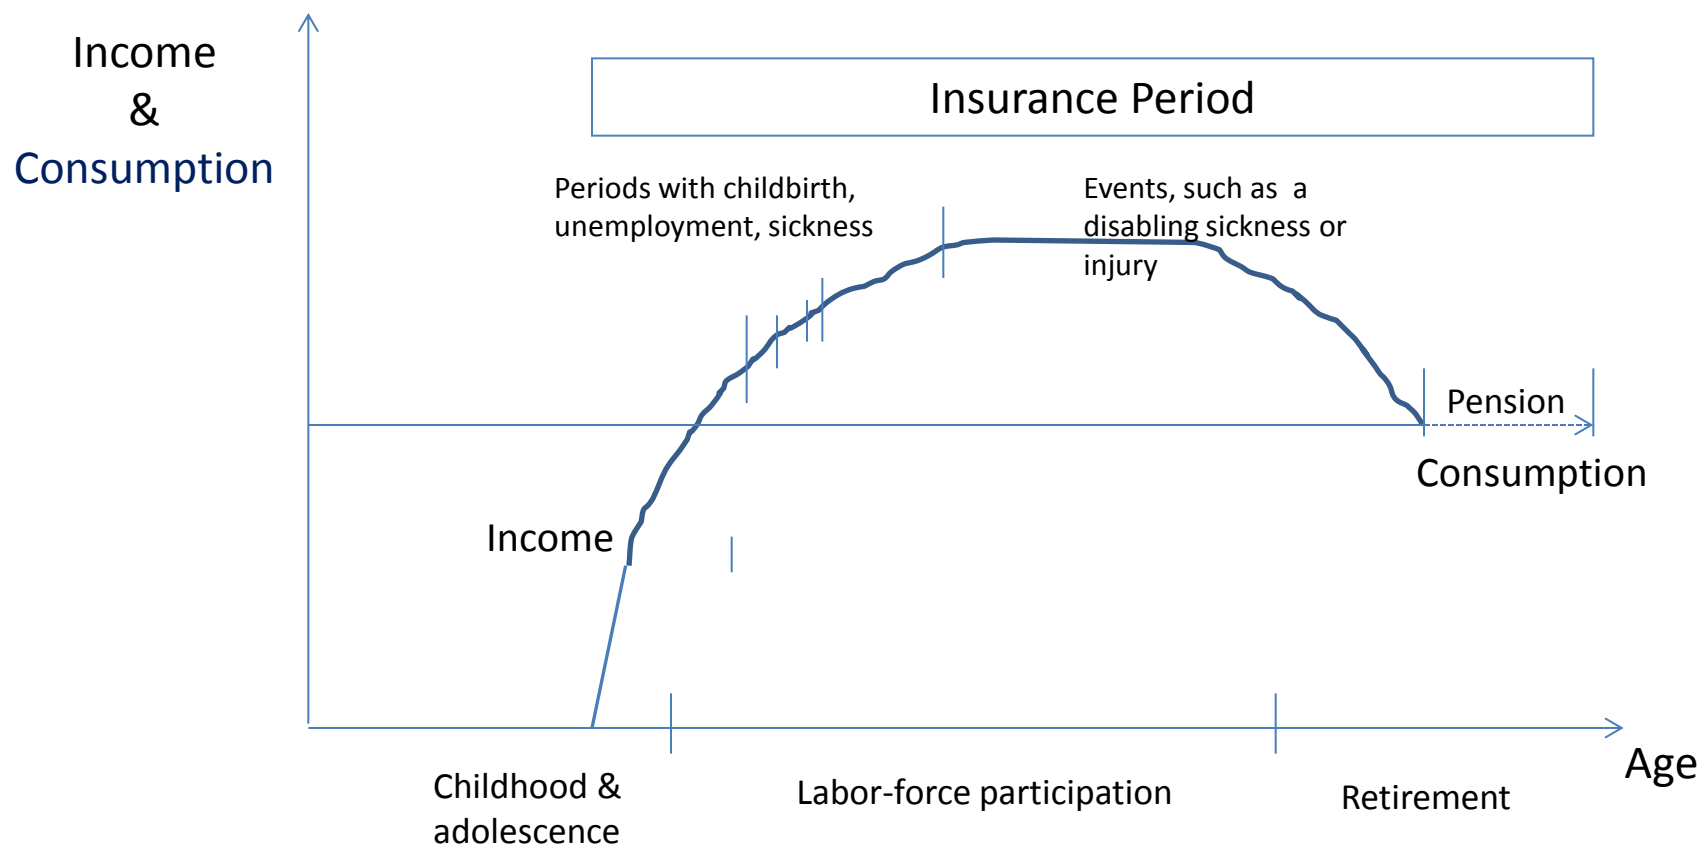 Income
&
Consumption
Insurance Period
Periods with childbirth,
unemployment, sickness
Events, such as  a
disabling sickness or
injury
Pension
Consumption
Income
Age
Childhood &
adolescence
Labor-force participation
Retirement